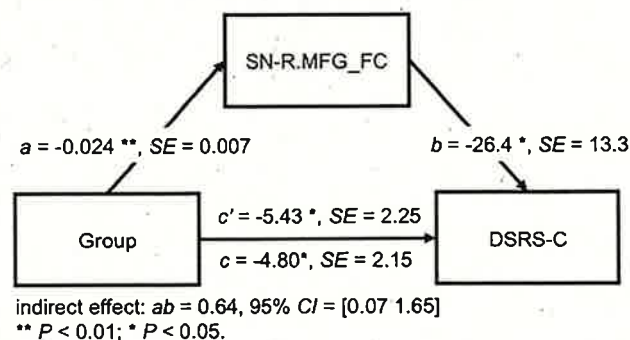 SN-R.MFG_FC
a = -0.024 **, SE = 0.007
b = -26.4 *, SE = 13.3
Group
c' = -5.43 *, SE = 2.25
c = -4.80*, SE = 2.15
DSRS-C
indirect effect: ab = 0.64, 95% CI = [0.07 1.65]
** P < 0.01; * P < 0.05.